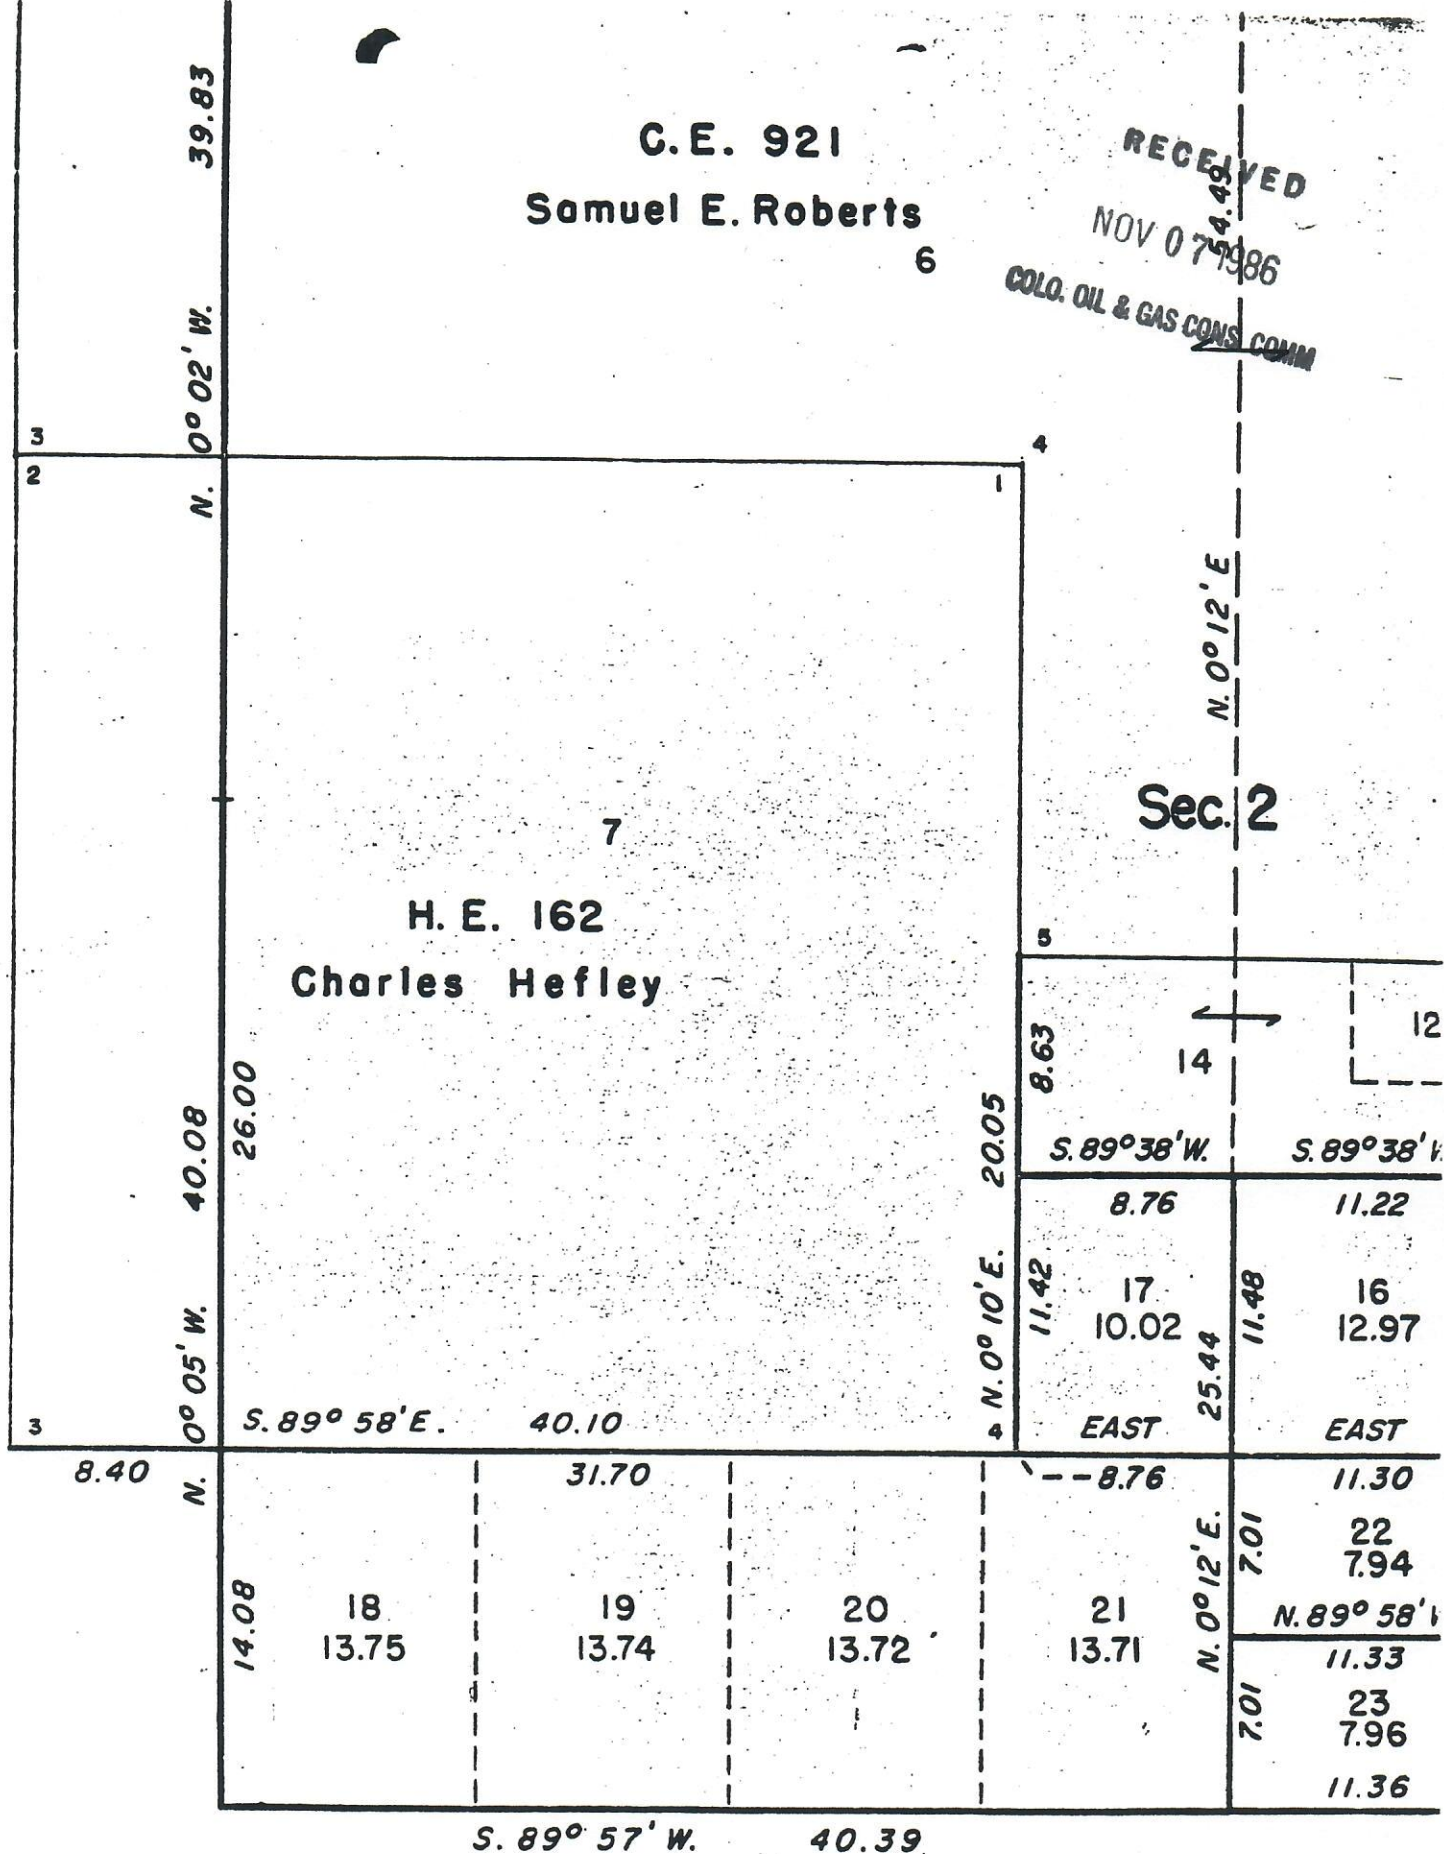 39.83
C.E. 921
Samuel E. Roberts
6
RECEIVED
54.49
NOV 07 1986
COLO. OIL & GAS CONS. COMM
N. 0° 02' W.
3
2
4
1
N. 0° 12' E
Sec. 2
7
H. E. 162
Charles Hefley
5
8.63
14
12
26.00
40.08
20.05
S. 89° 38' W.
S. 89° 38' W
8.76
11.22
N. 0° 10' E.
11.42
17
10.02
25.44
11.48
16
12.97
N. 0° 05' W.
3
S. 89° 58' E.
40.10
4
EAST
EAST
8.40
31.70
8.76
11.30
N. 0° 12' E.
7.01
22
7.94
14.08
18
13.75
19
13.74
20
13.72
21
13.71
N. 89° 58'
11.33
7.01
23
7.96
11.36
S. 89° 57' W.
40.39